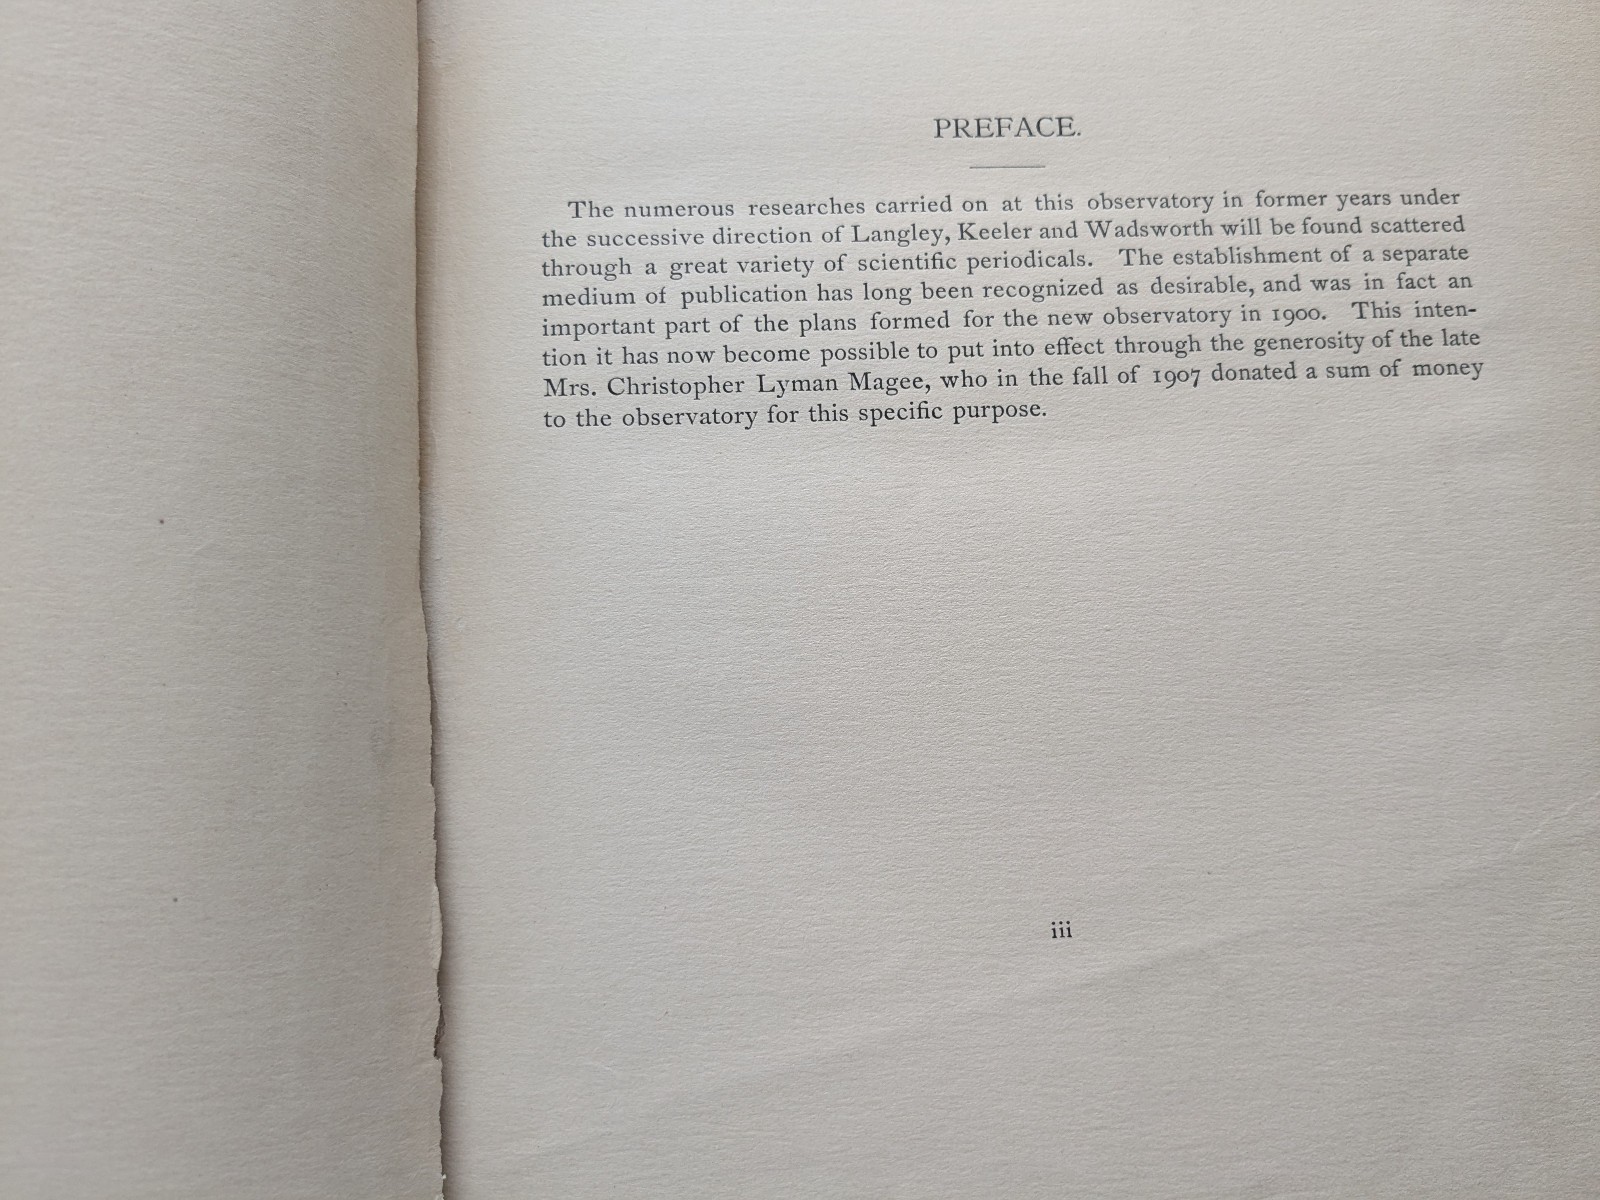 PREFACE.
The numerous researches carried on at this observatory in former years under
the successive direction of Langley, Keeler and Wadsworth will be found scattered
through a great variety of scientific periodicals. The establishment of a separate
medium of publication has long been recognized as desirable, and was in fact an
important part of the plans formed for the new observatory in 1900. This inten-
tion it has now become possible to put into effect through the generosity of the late
Mrs. Christopher Lyman Magee, who in the fall of 1907 donated a sum of money
to the observatory for this specific purpose.
iii